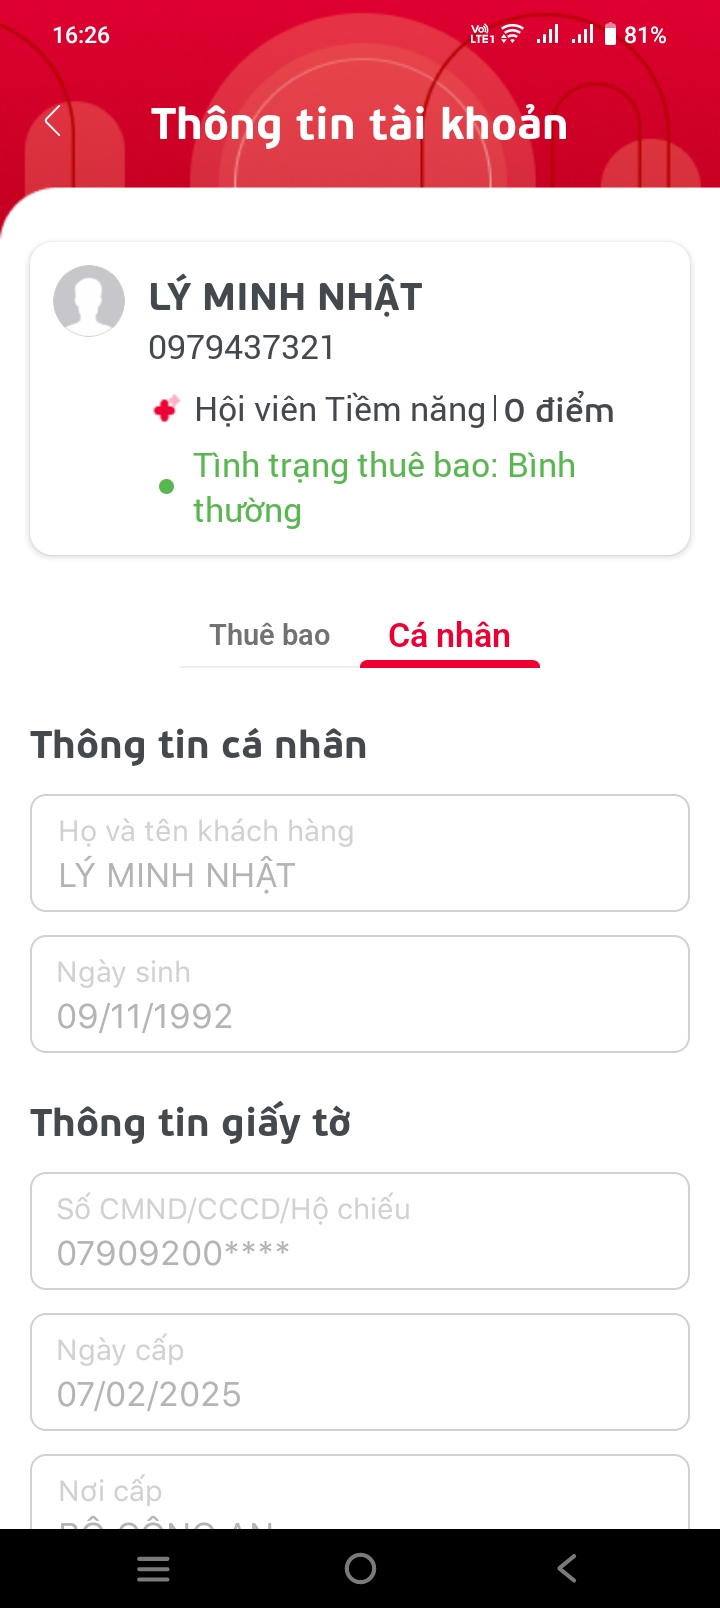 16:26
Vo)) LTE1 81%
Thông tin tài khoản
LÝ MINH NHẬT
0979437321
Hội viên Tiềm năng|0 điểm
Tình trạng thuê bao: Bình
thường
Thuê bao Cá nhân
Thông tin cá nhân
Họ và tên khách hàng
LÝ MINH NHẬT
Ngày sinh
09/11/1992
Thông tin giấy tờ
Số CMND/CCCD/Hộ chiếu
07909200****
Ngày cấp
07/02/2025
Nơi cấp
BỘ CÔNG AN